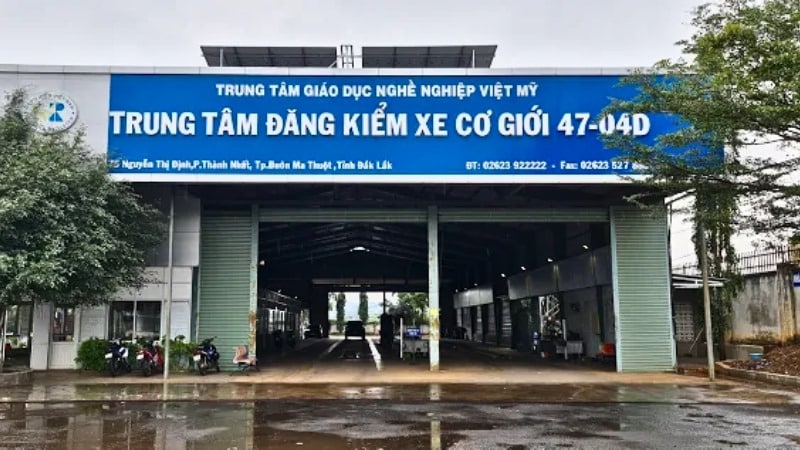 TRUNG TÂM GIÁO DỤC NGHỀ NGHIỆP VIỆT MỸ
TRUNG TÂM ĐĂNG KIỂM XE CƠ GIỚI 47-04D
Nguyễn Thị Định,P.Thành Nhất, Tp.Buôn Ma Thuột ,Tỉnh Đắk Lắk
ĐT: 02623 922222 - Fax: 02623 527